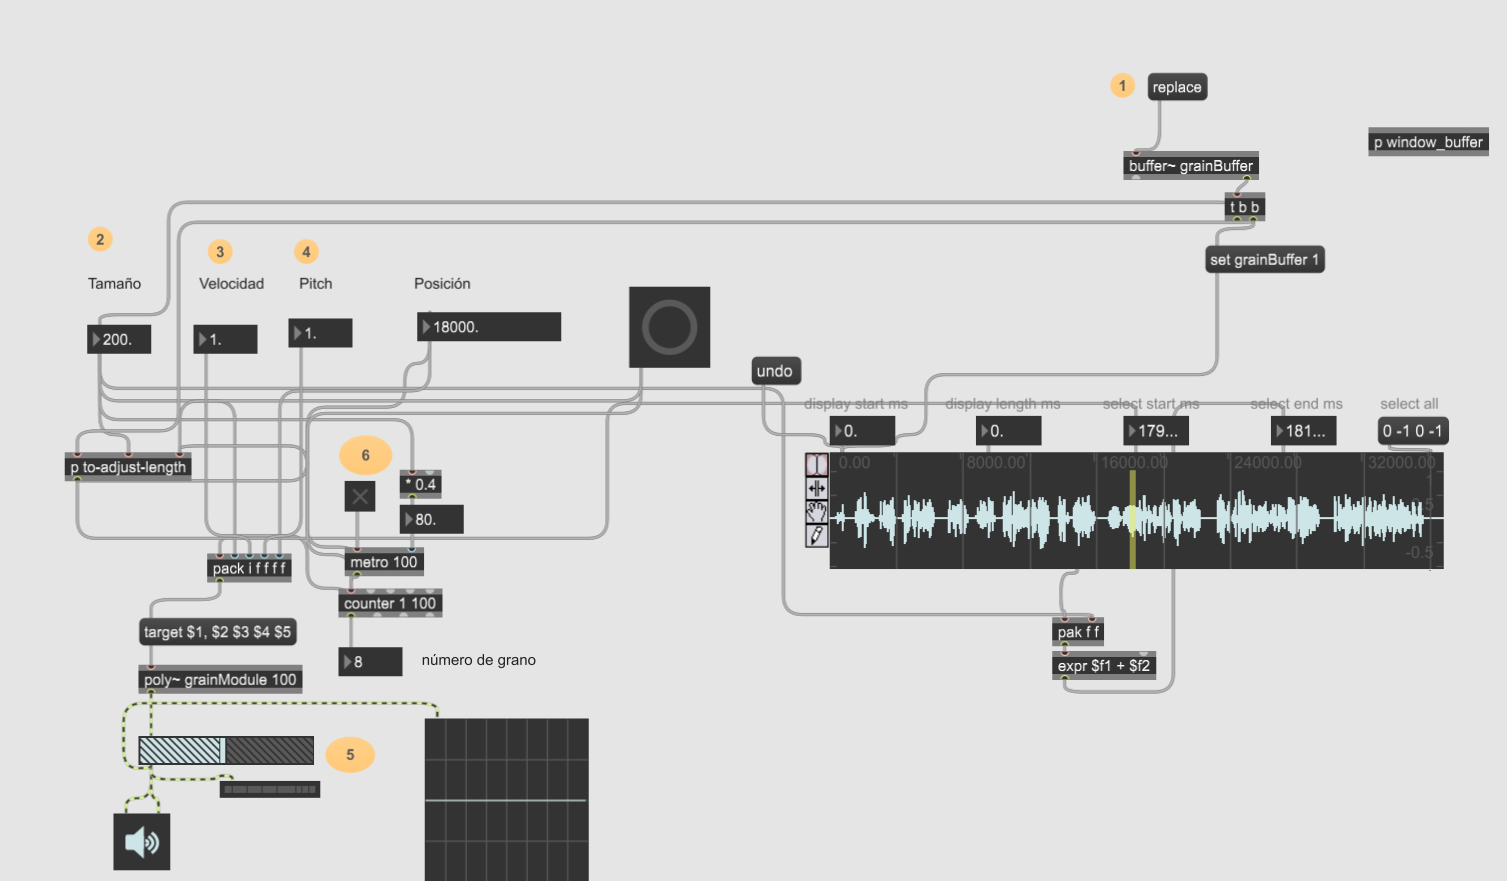 1
replace
p window_buffer
buffer~ grainBuffer
t b b
2
3
4
set grainBuffer 1
Tamaño
Velocidad
Pitch
Posición
200.
1.
1.
18000.
undo
display start ms
display length ms
select start ms
select end ms
select all
0.
0.
179...
181...
0 -1 0 -1
6
p to-adjust-length
0.00
8000.00
16000.00
24000.00
32000.00
* 0.4
80.
-0.5
metro 100
pack i f f f f
counter 1 100
target $1, $2 $3 $4 $5
pak f f
8
número de grano
expr $f1 + $f2
poly~ grainModule 100
5